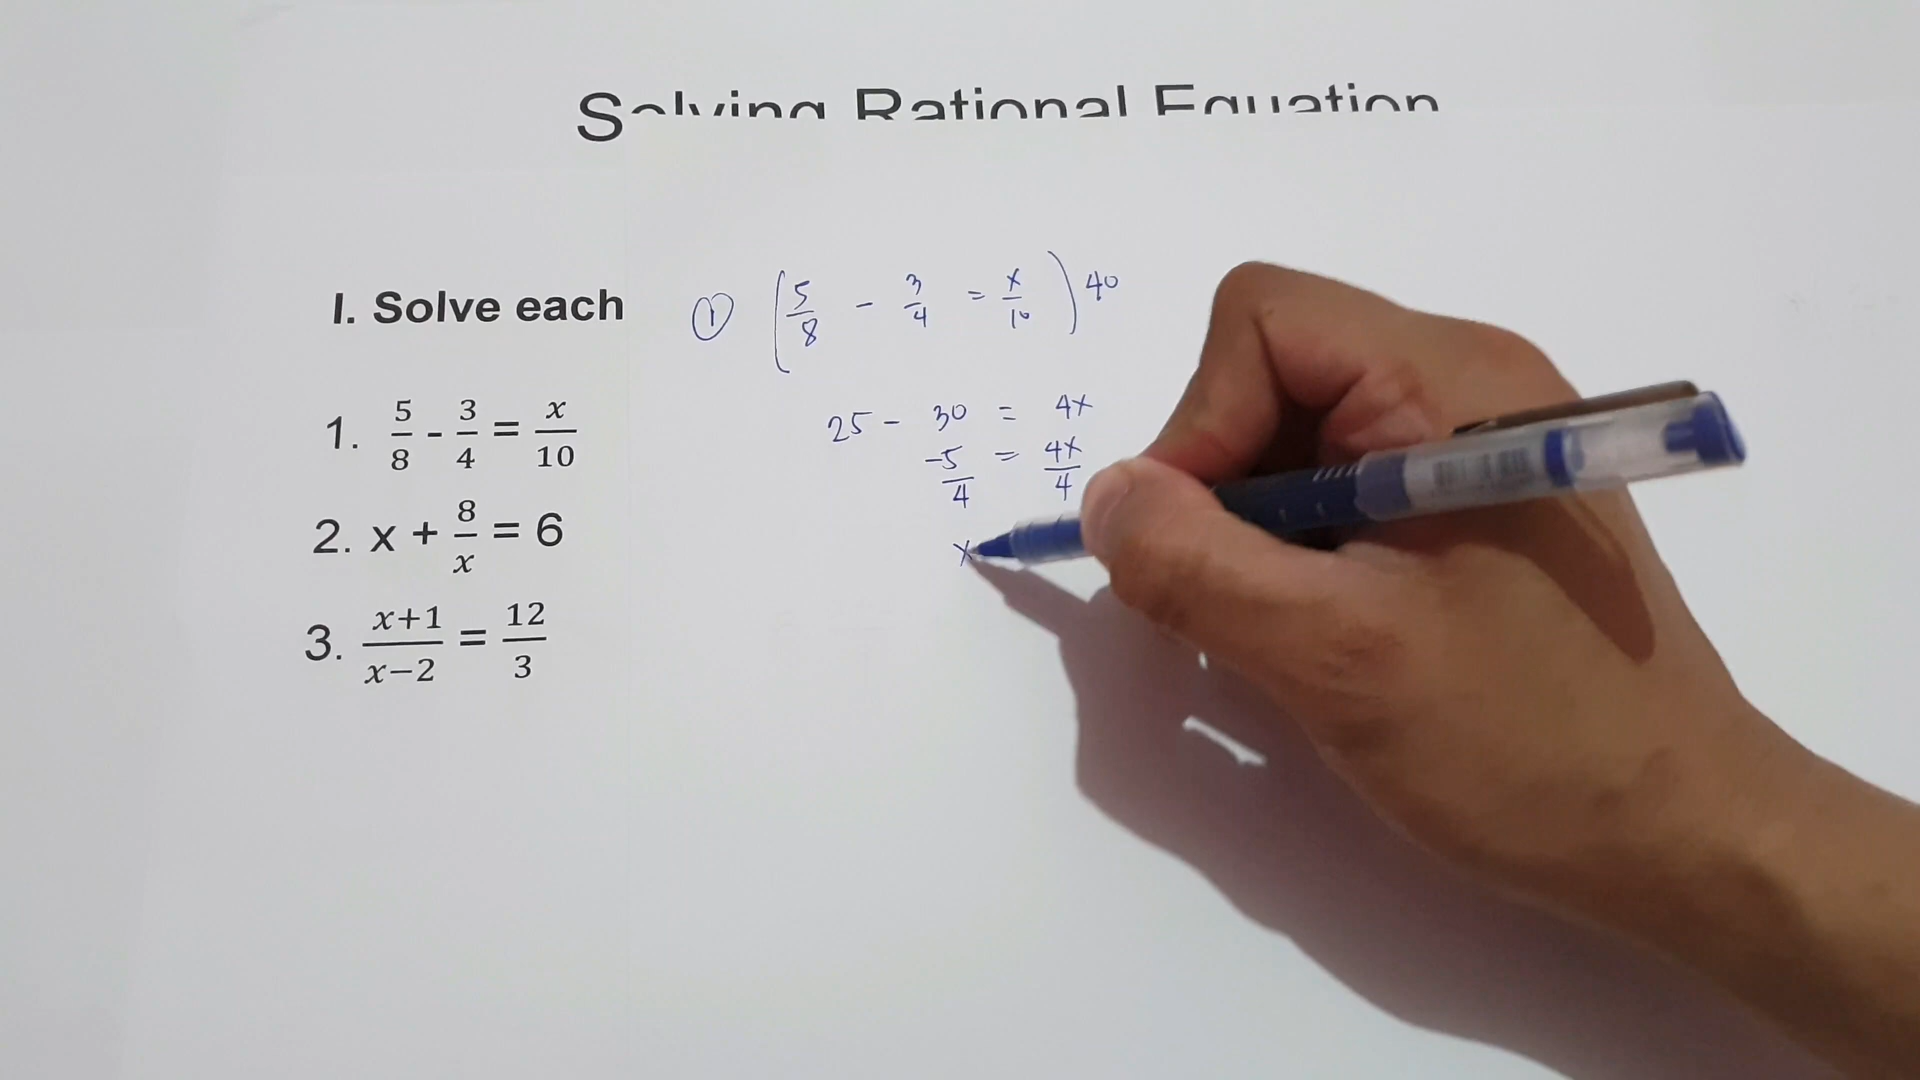 Solving Rational Equation
I. Solve each
1. 5/8 - 3/4 = x/10
2. x + 8/x = 6
3. x+1/x−2 = 12/3
① (5/8 - 3/4 = x/10) 40
25 - 30 = 4x
-5/4 = 4x/4
x